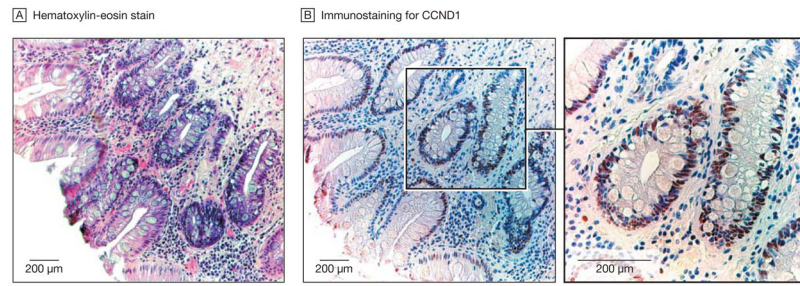 A Hematoxylin-eosin stain
B Immunostaining for CCND1
200 µm
200 µm
200 µm